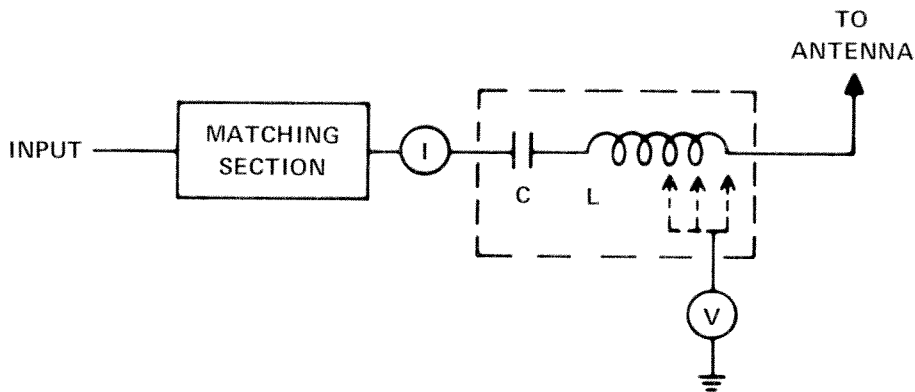 TO
ANTENNA
INPUT
MATCHING
SECTION
I
C
L
V